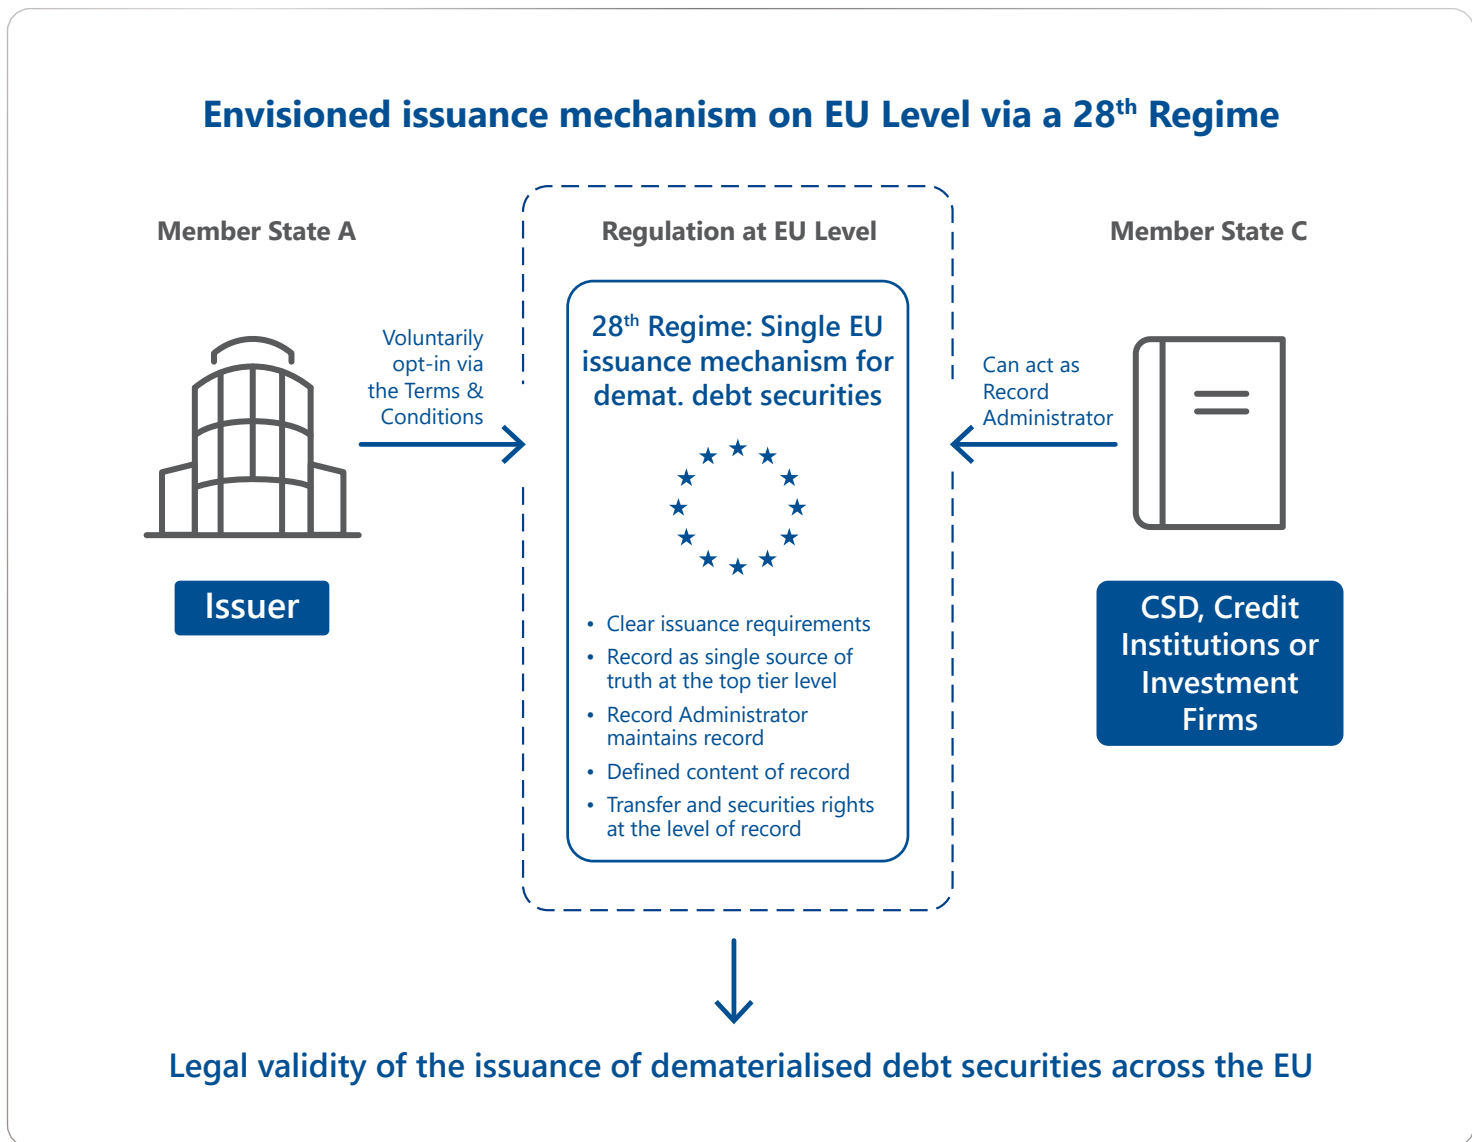 Envisioned issuance mechanism on EU Level via a 28th Regime
Member State A
Voluntarily
opt-in via
the Terms &
Conditions
Issuer
Regulation at EU Level
28th Regime: Single EU
issuance mechanism for
demat. debt securities
• Clear issuance requirements
• Record as single source of
truth at the top tier level
• Record Administrator
maintains record
• Defined content of record
• Transfer and securities rights
at the level of record
Member State C
Can act as
Record
Administrator
CSD, Credit
Institutions or
Investment
Firms
Legal validity of the issuance of dematerialised debt securities across the EU